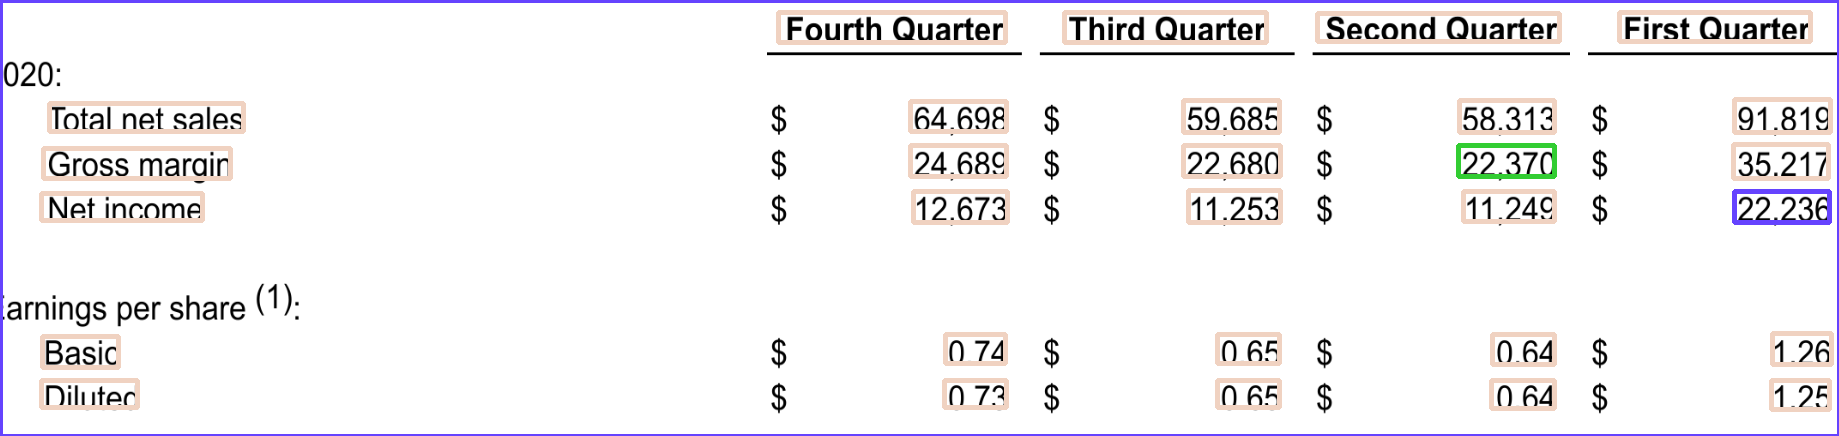 Fourth Quarter Third Quarter Second Quarter First Quarter
020:
Total net sales $ 64,698 $ 59,685 $ 58,313 $ 91,819
Gross margin $ 24,689 $ 22,680 $ 22,370 $ 35,217
Net income $ 12,673 $ 11,253 $ 11,249 $ 22,236
arnings per share (1):
Basic $ 0.74 $ 0.65 $ 0.64 $ 1.26
Diluted $ 0.73 $ 0.65 $ 0.64 $ 1.25